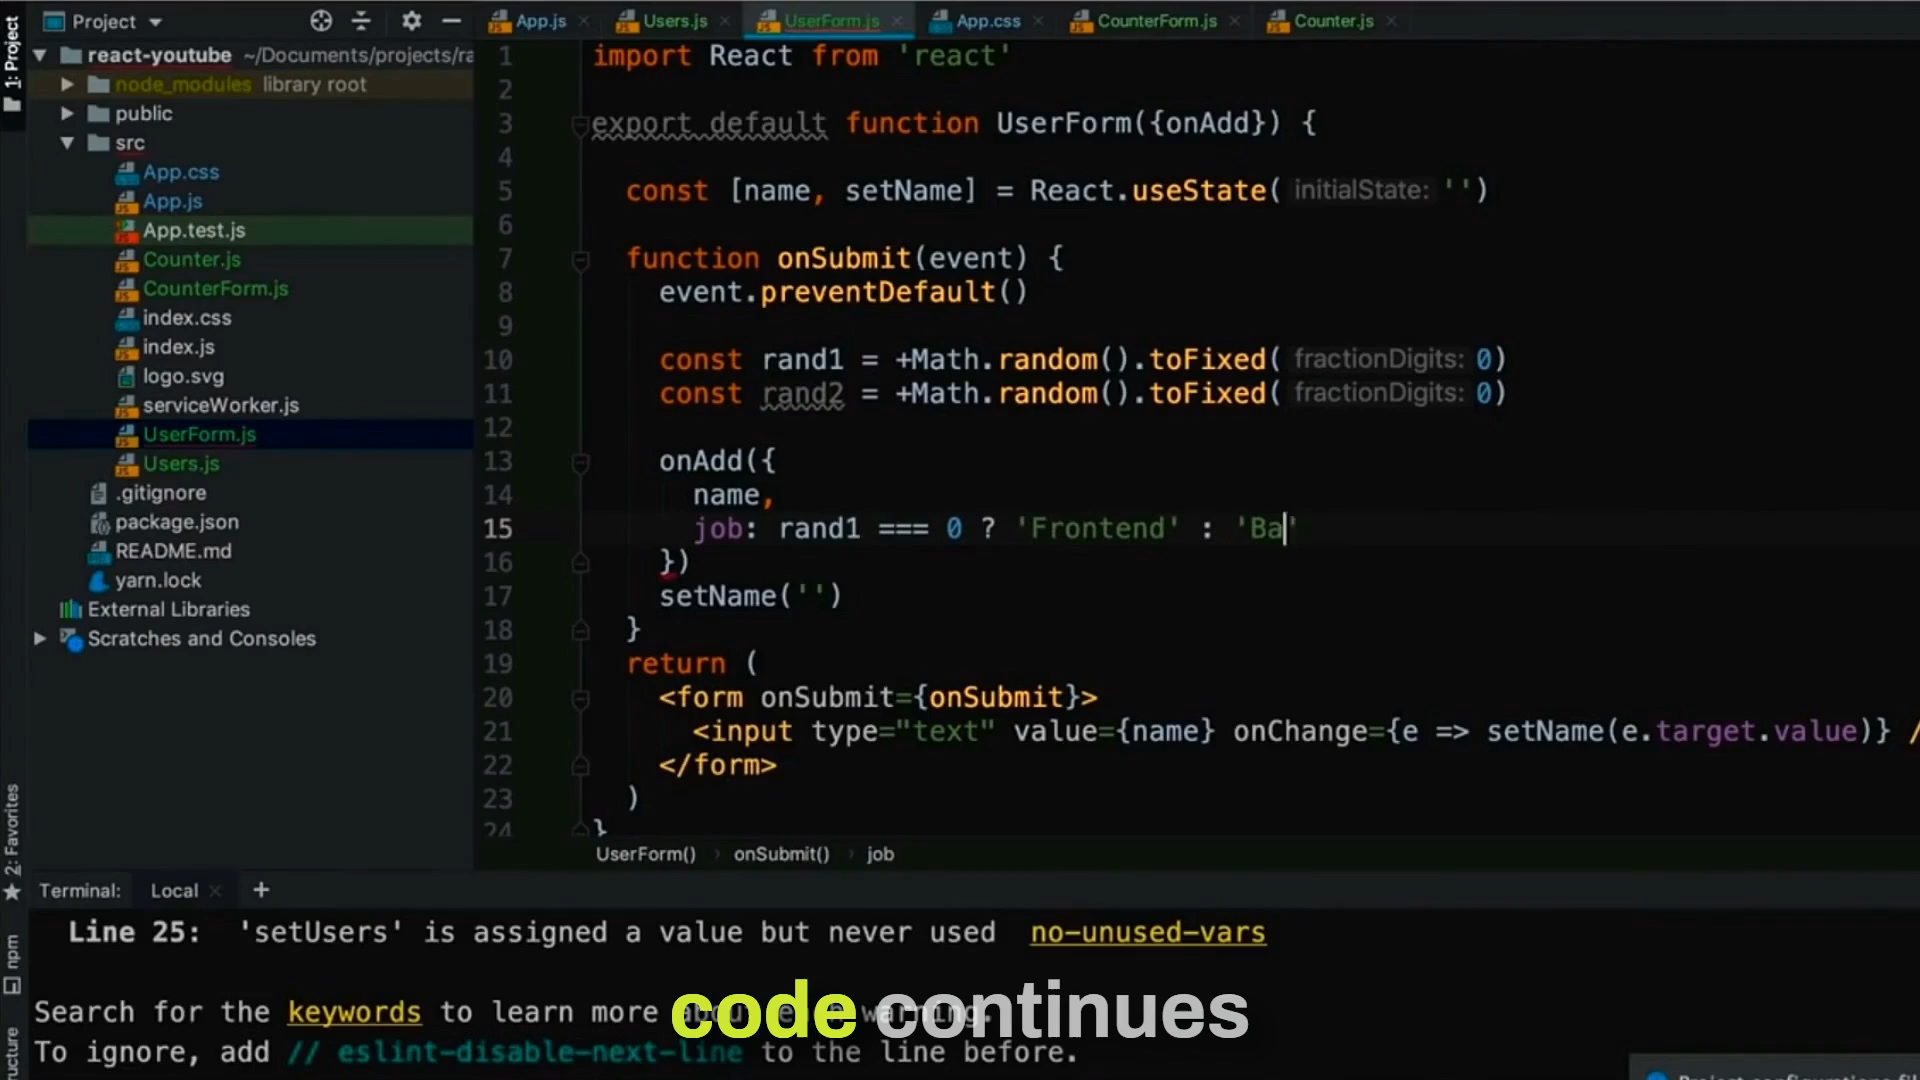 1: Project
Project
react-youtube ~/Documents/projects/ra
node_modules library root
public
src
App.css
App.js
App.test.js
Counter.js
CounterForm.js
index.css
index.js
logo.svg
serviceWorker.js
UserForm.js
Users.js
.gitignore
package.json
README.md
yarn.lock
External Libraries
Scratches and Consoles
App.js Users.js UserForm.js App.css CounterForm.js Counter.js
1 import React from 'react'
2
3 export default function UserForm({onAdd}) {
4
5 const [name, setName] = React.useState( initialState: '')
6
7 function onSubmit(event) {
8 event.preventDefault()
9
10 const rand1 = +Math.random().toFixed( fractionDigits: 0)
11 const rand2 = +Math.random().toFixed( fractionDigits: 0)
12
13 onAdd({
14 name,
15 job: rand1 === 0 ? 'Frontend' : 'Ba'
16 })
17 setName('')
18 }
19 return (
20 <form onSubmit={onSubmit}>
21 <input type="text" value={name} onChange={e => setName(e.target.value)} /
22 </form>
23 )
24 }
UserForm() onSubmit() job
2: Favorites
npm
Terminal: Local +
Line 25: 'setUsers' is assigned a value but never used no-unused-vars
Search for the keywords to learn more about each warning.
To ignore, add // eslint-disable-next-line to the line before.
code continues